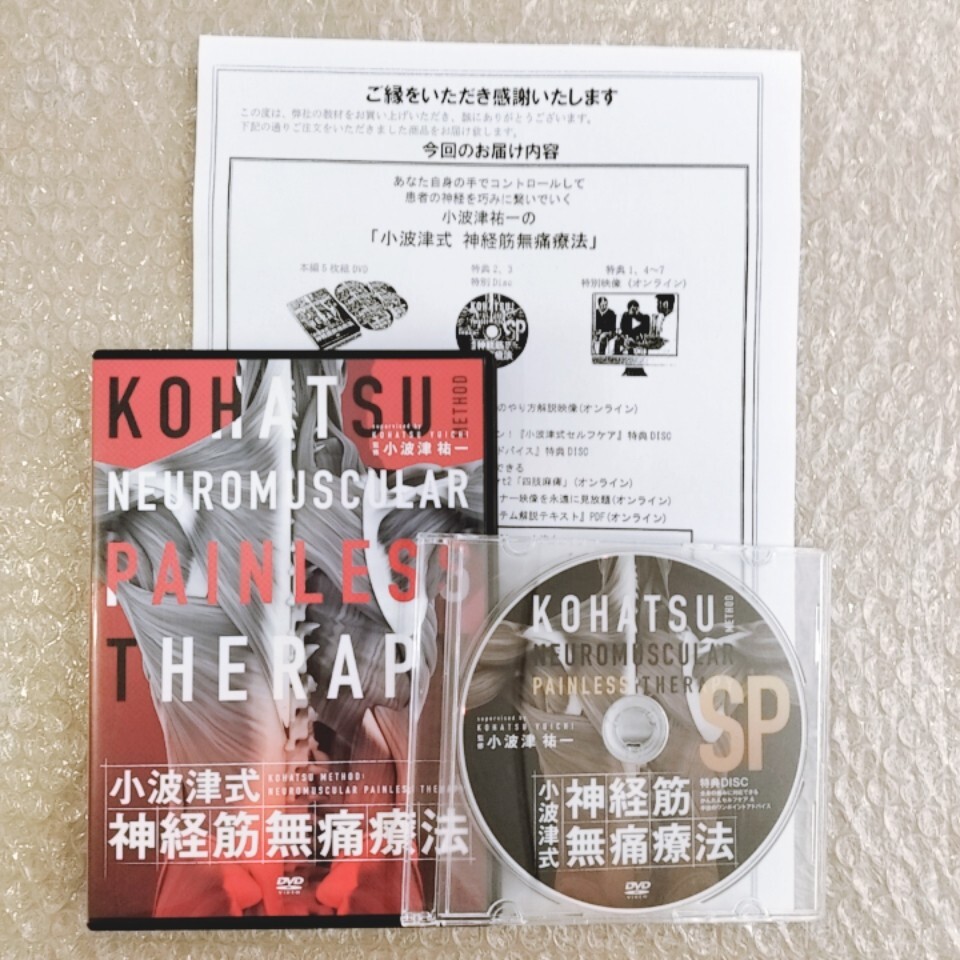 ご縁をいただき感謝いたします
この度は、弊社の教材をお買い上げいただき、誠にありがとうございます。
下記の通りご注文をいただきました商品をお届け致します。
今回のお届け内容
あなた自身の手でコントロールして
患者の神経を巧みに繋いでいく
小波津祐一の
「小波津式 神経筋無痛療法」
本編5枚組DVD
特典2、3
特別Disc
特典1、4～7
特別映像 (オンライン)
のやり方解説映像(オンライン)
ン!『小波津式セルフケア』特典DISC
ドバイス』特典DISC
できる
rt2「四肢麻痺」(オンライン)
ナー映像を永遠に見放題(オンライン)
テム解説テキスト』PDF(オンライン)
KOHATSU
METHOD
supervised by
KOHATSU YUICHI
監修 小波津 祐一
NEUROMUSCULAR
PAINLESS
THERAP
小波津式
KOHATSU METHOD:
NEUROMUSCULAR PAINLESS THERAP
神経筋無痛療法
DVD
VIDEO
KOHATSU
METHOD
NEUROMUSCULAR
PAINLESS THERAP
SP
supervised by
KOHATSU YUICHI
監修 小波津 祐一
特典DISC
小波津式
神経筋
無痛療法
DVD
VIDEO